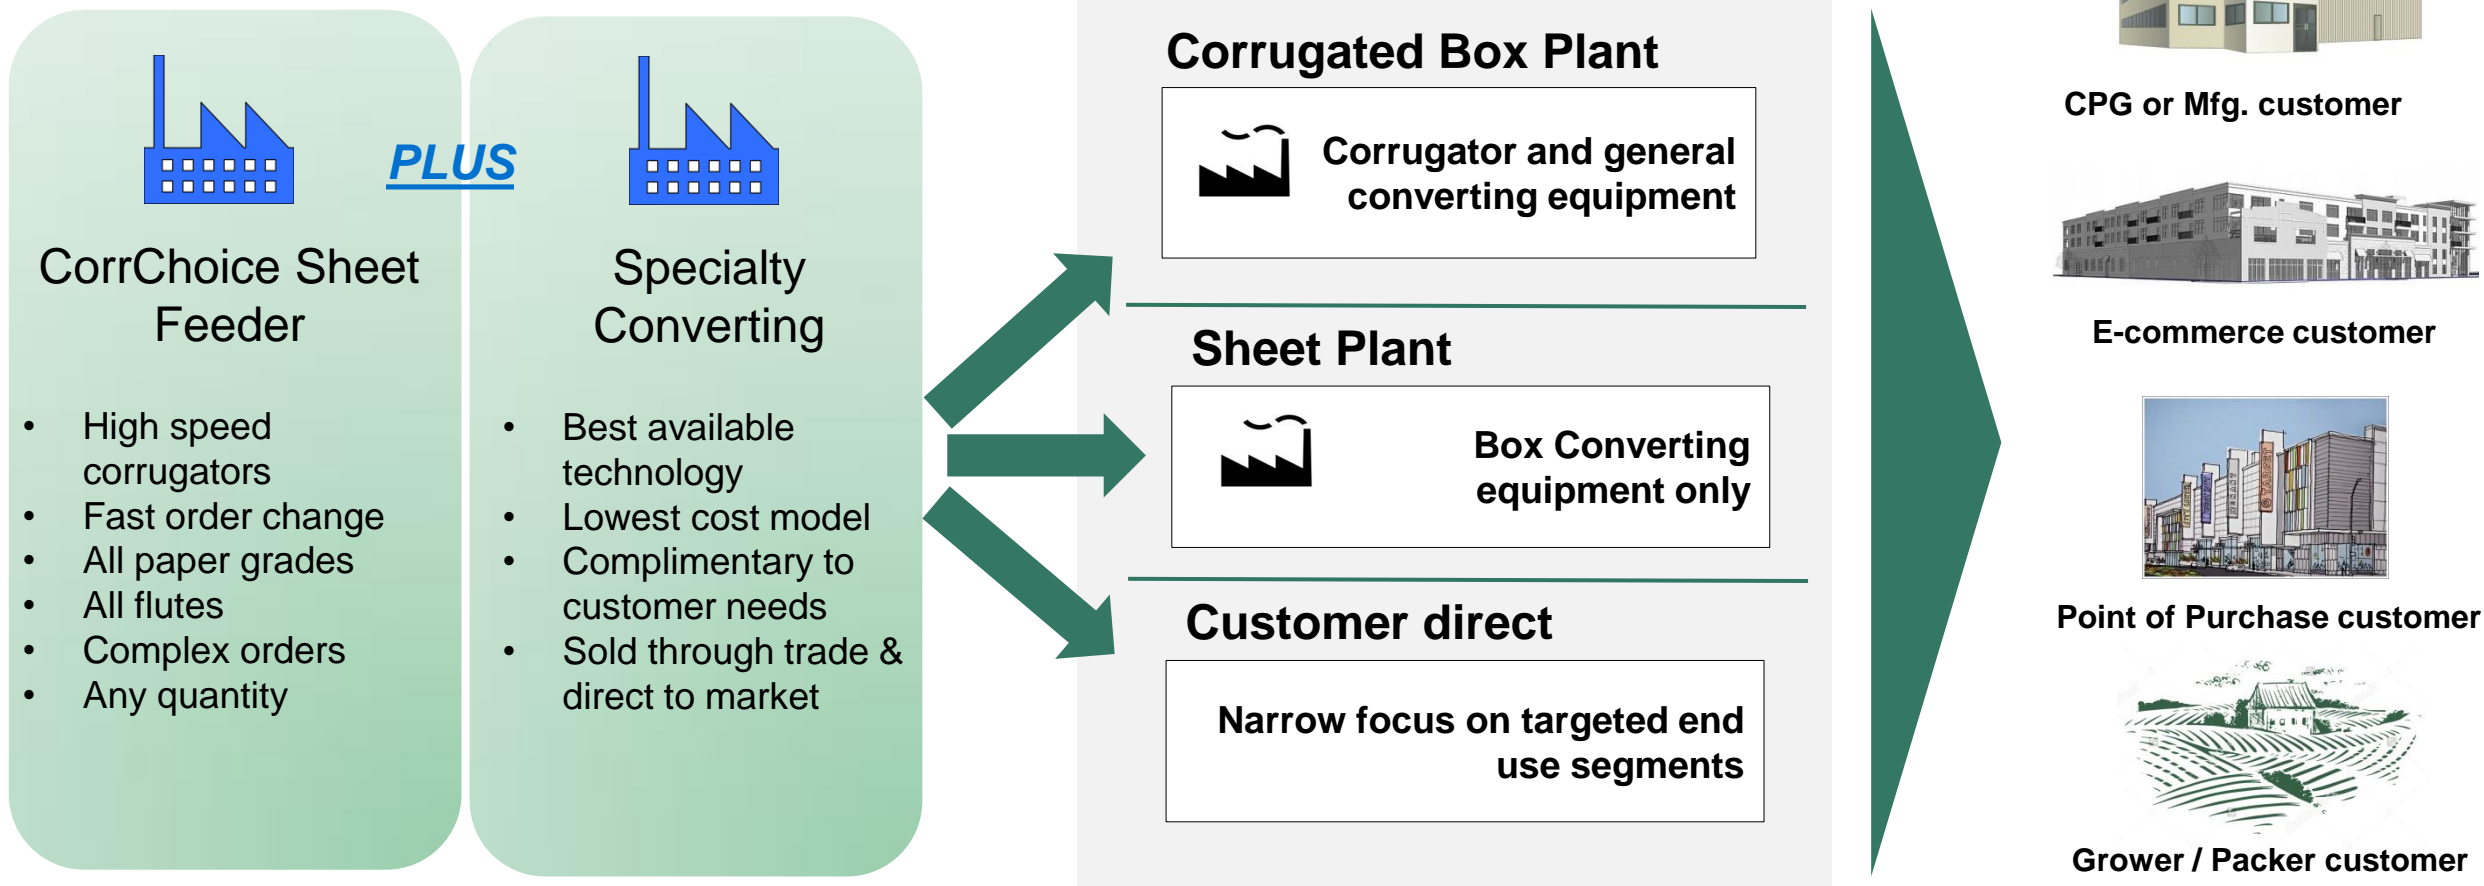 CorrChoice Sheet
Feeder
• High speed
corrugators
• Fast order change
• All paper grades
• All flutes
• Complex orders
• Any quantity
PLUS
Specialty
Converting
• Best available
technology
• Lowest cost model
• Complimentary to
customer needs
• Sold through trade &
direct to market
Corrugated Box Plant
Corrugator and general
converting equipment
Sheet Plant
Box Converting
equipment only
Customer direct
Narrow focus on targeted end
use segments
CPG or Mfg. customer
E-commerce customer
TARGET
Point of Purchase customer
Grower / Packer customer